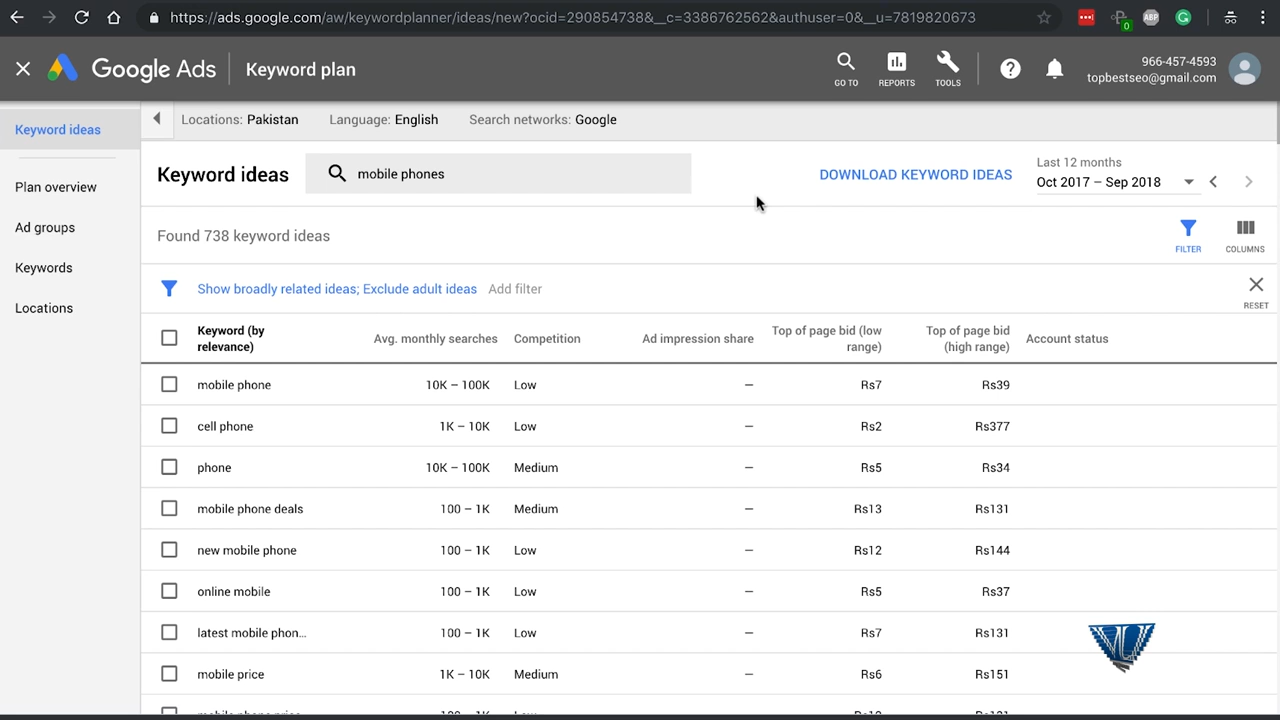 https://ads.google.com/aw/keywordplanner/ideas/new?ocid=290854738&__c=3386762562&authuser=0&__u=7819820673
ABP
0
Google Ads Keyword plan
GO TO
REPORTS
TOOLS
966-457-4593
topbestseo@gmail.com
Keyword ideas
Plan overview
Ad groups
Keywords
Locations
Locations: Pakistan Language: English Search networks: Google
Keyword ideas mobile phones DOWNLOAD KEYWORD IDEAS
Last 12 months
Oct 2017 – Sep 2018
Found 738 keyword ideas
FILTER
COLUMNS
Show broadly related ideas; Exclude adult ideas Add filter
RESET
Keyword (by relevance) Avg. monthly searches Competition Ad impression share Top of page bid (low range) Top of page bid (high range) Account status
mobile phone 10K – 100K Low – Rs7 Rs39
cell phone 1K – 10K Low – Rs2 Rs377
phone 10K – 100K Medium – Rs5 Rs34
mobile phone deals 100 – 1K Medium – Rs13 Rs131
new mobile phone 100 – 1K Low – Rs12 Rs144
online mobile 100 – 1K Low – Rs5 Rs37
latest mobile phon... 100 – 1K Low – Rs7 Rs131
mobile price 1K – 10K Medium – Rs6 Rs151